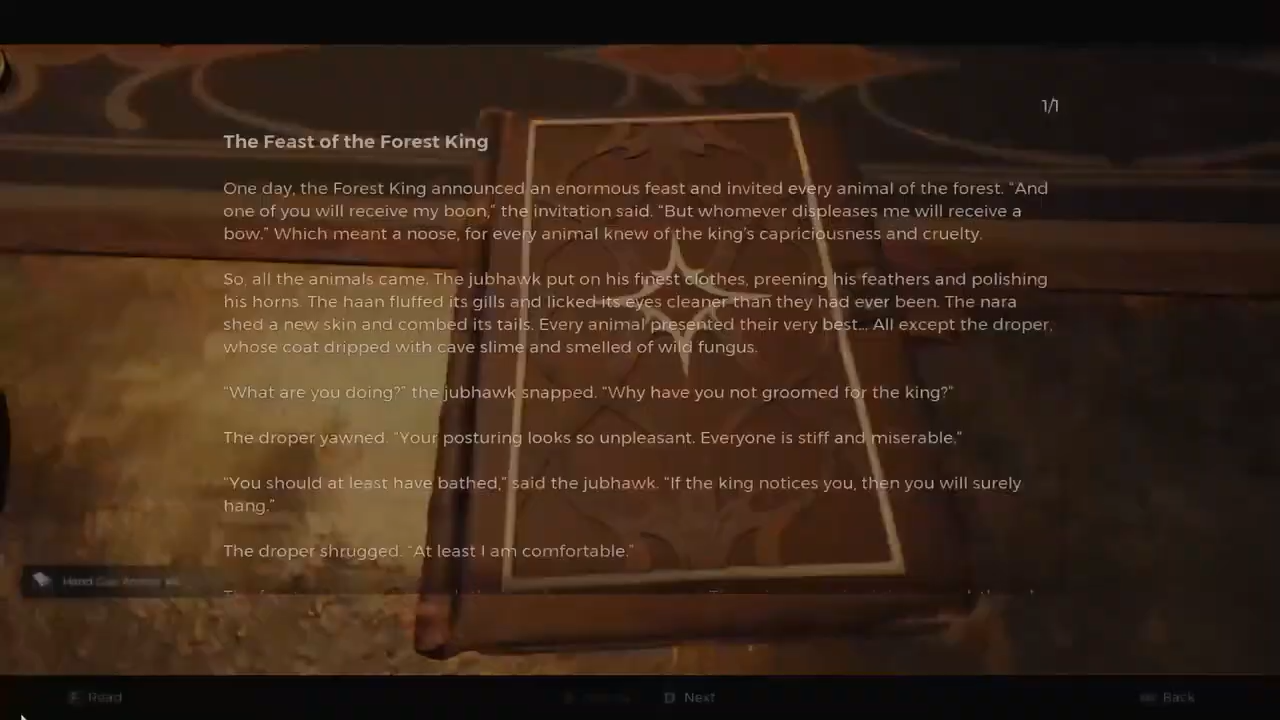 1/1
The Feast of the Forest King
One day, the Forest King announced an enormous feast and invited every animal of the forest. “And
one of you will receive my boon,” the invitation said. “But whomever displeases me will receive a
bow.” Which meant a noose, for every animal knew of the king’s capriciousness and cruelty.
So, all the animals came. The jubhawk put on his finest clothes, preening his feathers and polishing
his horns. The haan fluffed its gills and licked its eyes cleaner than they had ever been. The nara
shed a new skin and combed its tails. Every animal presented their very best... All except the droper,
whose coat dripped with cave slime and smelled of wild fungus.
“What are you doing?” the jubhawk snapped. “Why have you not groomed for the king?”
The droper yawned. “Your posturing looks so unpleasant. Everyone is stiff and miserable.”
“You should at least have bathed,” said the jubhawk. “If the king notices you, then you will surely
hang.”
The droper shrugged. “At least I am comfortable.”
Hand Gun Ammo
Read
Next
Back